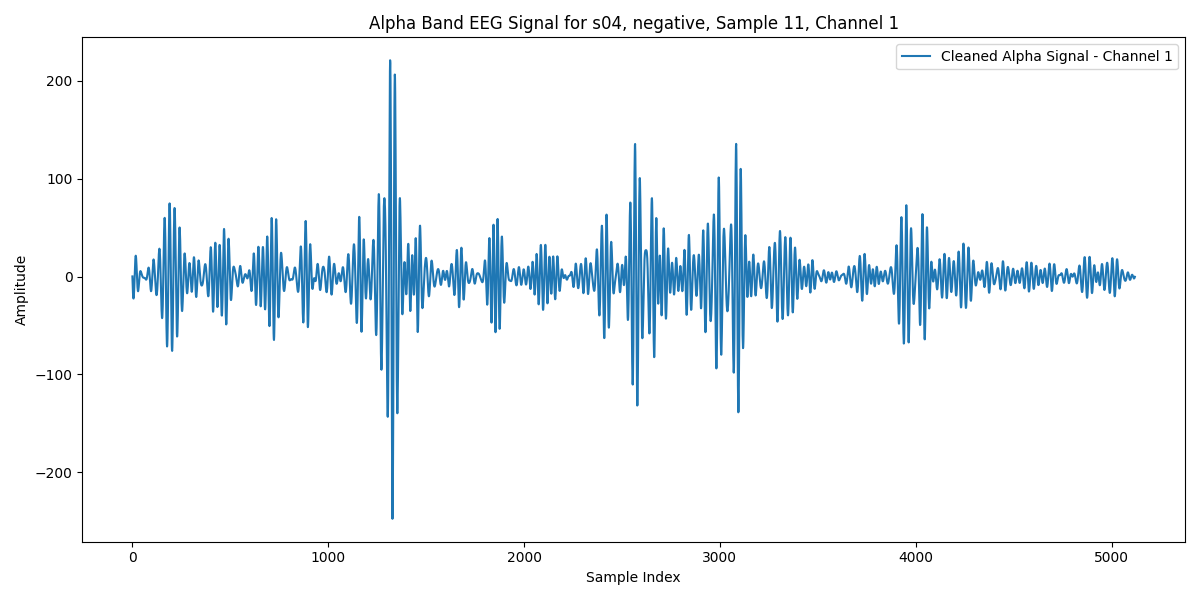 Alpha Band EEG Signal for s04, negative, Sample 11, Channel 1
Cleaned Alpha Signal - Channel 1
Amplitude
200
100
0
−100
−200
0 1000 2000 3000 4000 5000
Sample Index